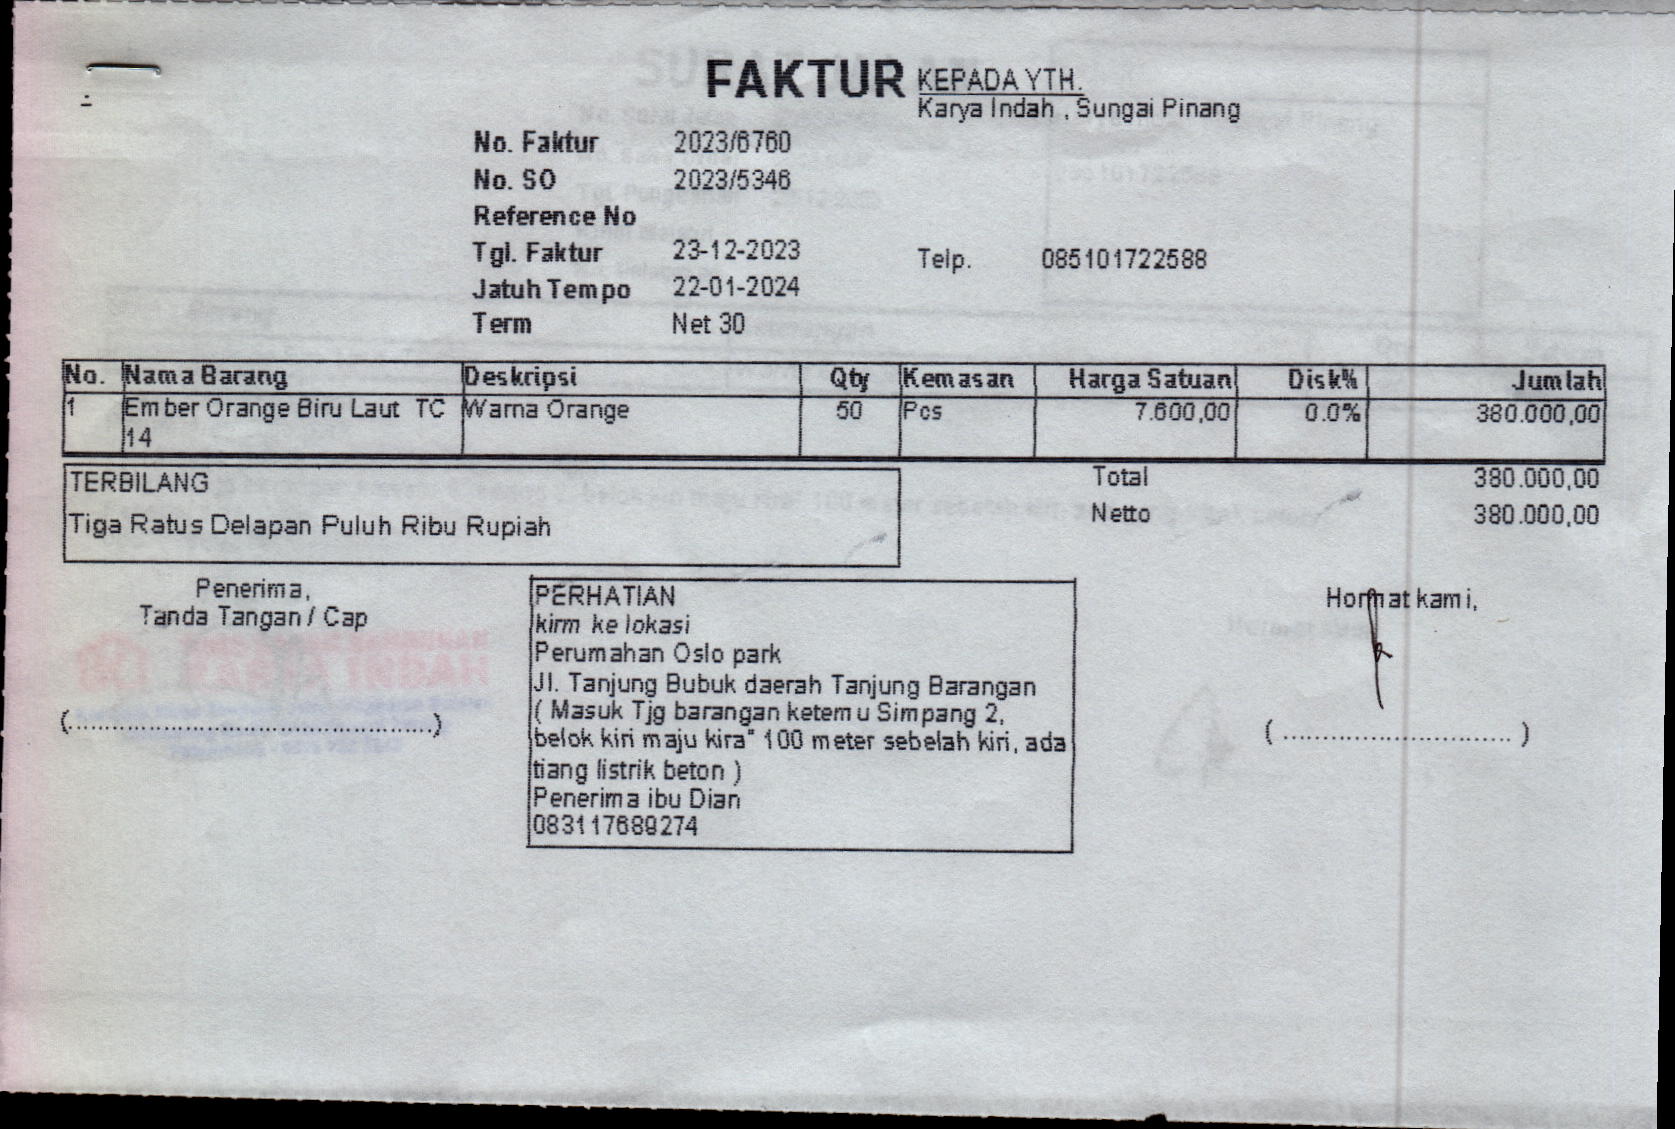 FAKTUR
KEPADA YTH.
Karya Indah , Sungai Pinang
No. Faktur 2023/6760
No. SO 2023/5346
Reference No
Tgl. Faktur 23-12-2023
Telp. 085101722588
Jatuh Tempo 22-01-2024
Term Net 30
No. Nama Barang Deskripsi Qty Kemasan Harga Satuan Disk% Jumlah
1 Ember Orange Biru Laut TC Warna Orange 50 Pcs 7.600,00 0.0% 380.000,00
14
TERBILANG
Tiga Ratus Delapan Puluh Ribu Rupiah
Total 380.000,00
Netto 380.000,00
Penerima,
Tanda Tangan / Cap
(....................................................)
PERHATIAN
kirm ke lokasi
Perumahan Oslo park
Jl. Tanjung Bubuk daerah Tanjung Barangan
( Masuk Tjg barangan ketemu Simpang 2,
belok kiri maju kira" 100 meter sebelah kiri, ada
tiang listrik beton )
Penerima ibu Dian
083117689274
Hormat kami,
( ................................ )
KARYA INDAH